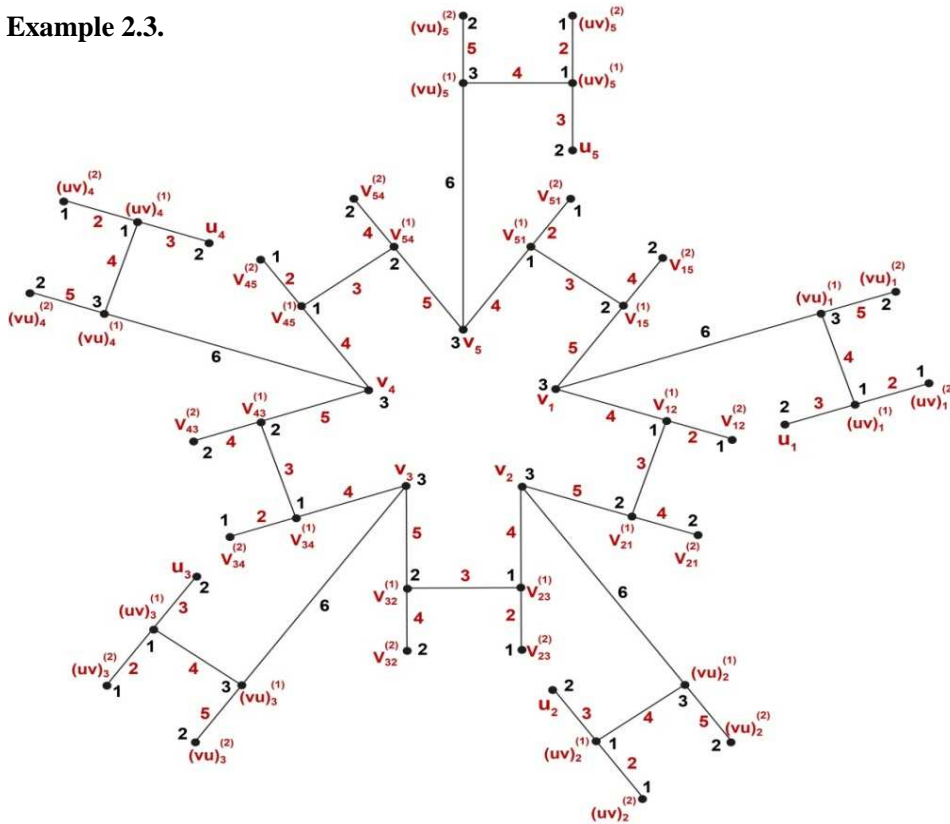 Example 2.3.
(vu)₅⁽²⁾ 2 1 (uv)₅⁽²⁾
5 2
(vu)₅⁽¹⁾ 3 4 1 (uv)₅⁽¹⁾
3
2 u₅
6
(uv)₄⁽²⁾ 1 2 (uv)₄⁽¹⁾ 1 3 u₄ 2
4
(vu)₄⁽²⁾ 2 5 3 (vu)₄⁽¹⁾
6
V₅₄⁽²⁾ 2 4 V₅₄⁽¹⁾ 2
V₄₅⁽²⁾ 1 2 V₄₅⁽¹⁾ 1 3
4 5
V₅₁⁽²⁾ 1 2 V₅₁⁽¹⁾ 1
3 2 V₁₅⁽²⁾ 4 2 V₁₅⁽¹⁾
4 5
3 V₅
6 (vu)₁⁽¹⁾ 3 5 (vu)₁⁽²⁾ 2
4
u₁ 2 3 1 (uv)₁⁽¹⁾ 2 1 (uv)₁⁽²
V₄ 3
3 V₁
V₄₃⁽²⁾ 2 4 V₄₃⁽¹⁾ 2 5
3
V₃₄⁽²⁾ 1 2 V₃₄⁽¹⁾ 1 4
4 V₁₂⁽¹⁾ 1 2 V₁₂⁽²⁾ 1
3
5 2 V₂₁⁽¹⁾ 4 2 V₂₁⁽²⁾
V₃ 3
V₂ 3
5 4
V₃₂⁽¹⁾ 2 3 1 V₂₃⁽¹⁾
4 2
V₃₂⁽²⁾ 2 1 V₂₃⁽²⁾
6
u₃ 2
(uv)₃⁽¹⁾ 1 3
(uv)₃⁽²⁾ 1 2 4
3 (vu)₃⁽¹⁾
5
2 (vu)₃⁽²⁾
6
(vu)₂⁽¹⁾ 3
u₂ 2 3 4 5 (vu)₂⁽²⁾ 2
(uv)₂⁽¹⁾ 1
2
1 (uv)₂⁽²⁾